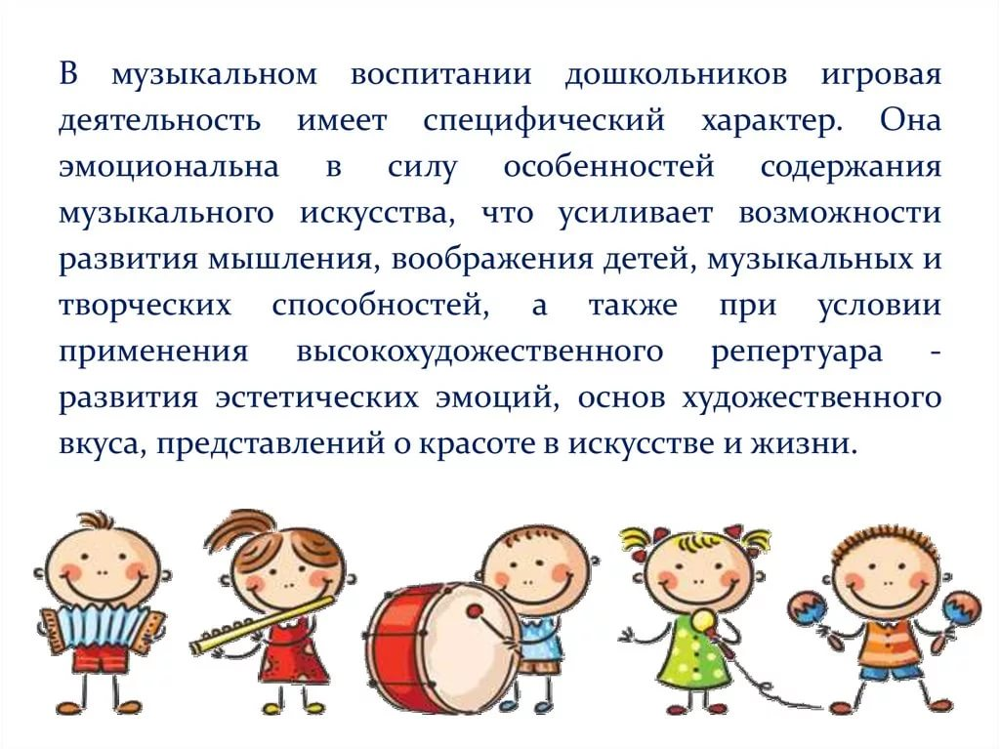 В музыкальном воспитании дошкольников игровая
деятельность имеет специфический характер. Она
эмоциональна в силу особенностей содержания
музыкального искусства, что усиливает возможности
развития мышления, воображения детей, музыкальных и
творческих способностей, а также при условии
применения высокохудожественного репертуара -
развития эстетических эмоций, основ художественного
вкуса, представлений о красоте в искусстве и жизни.